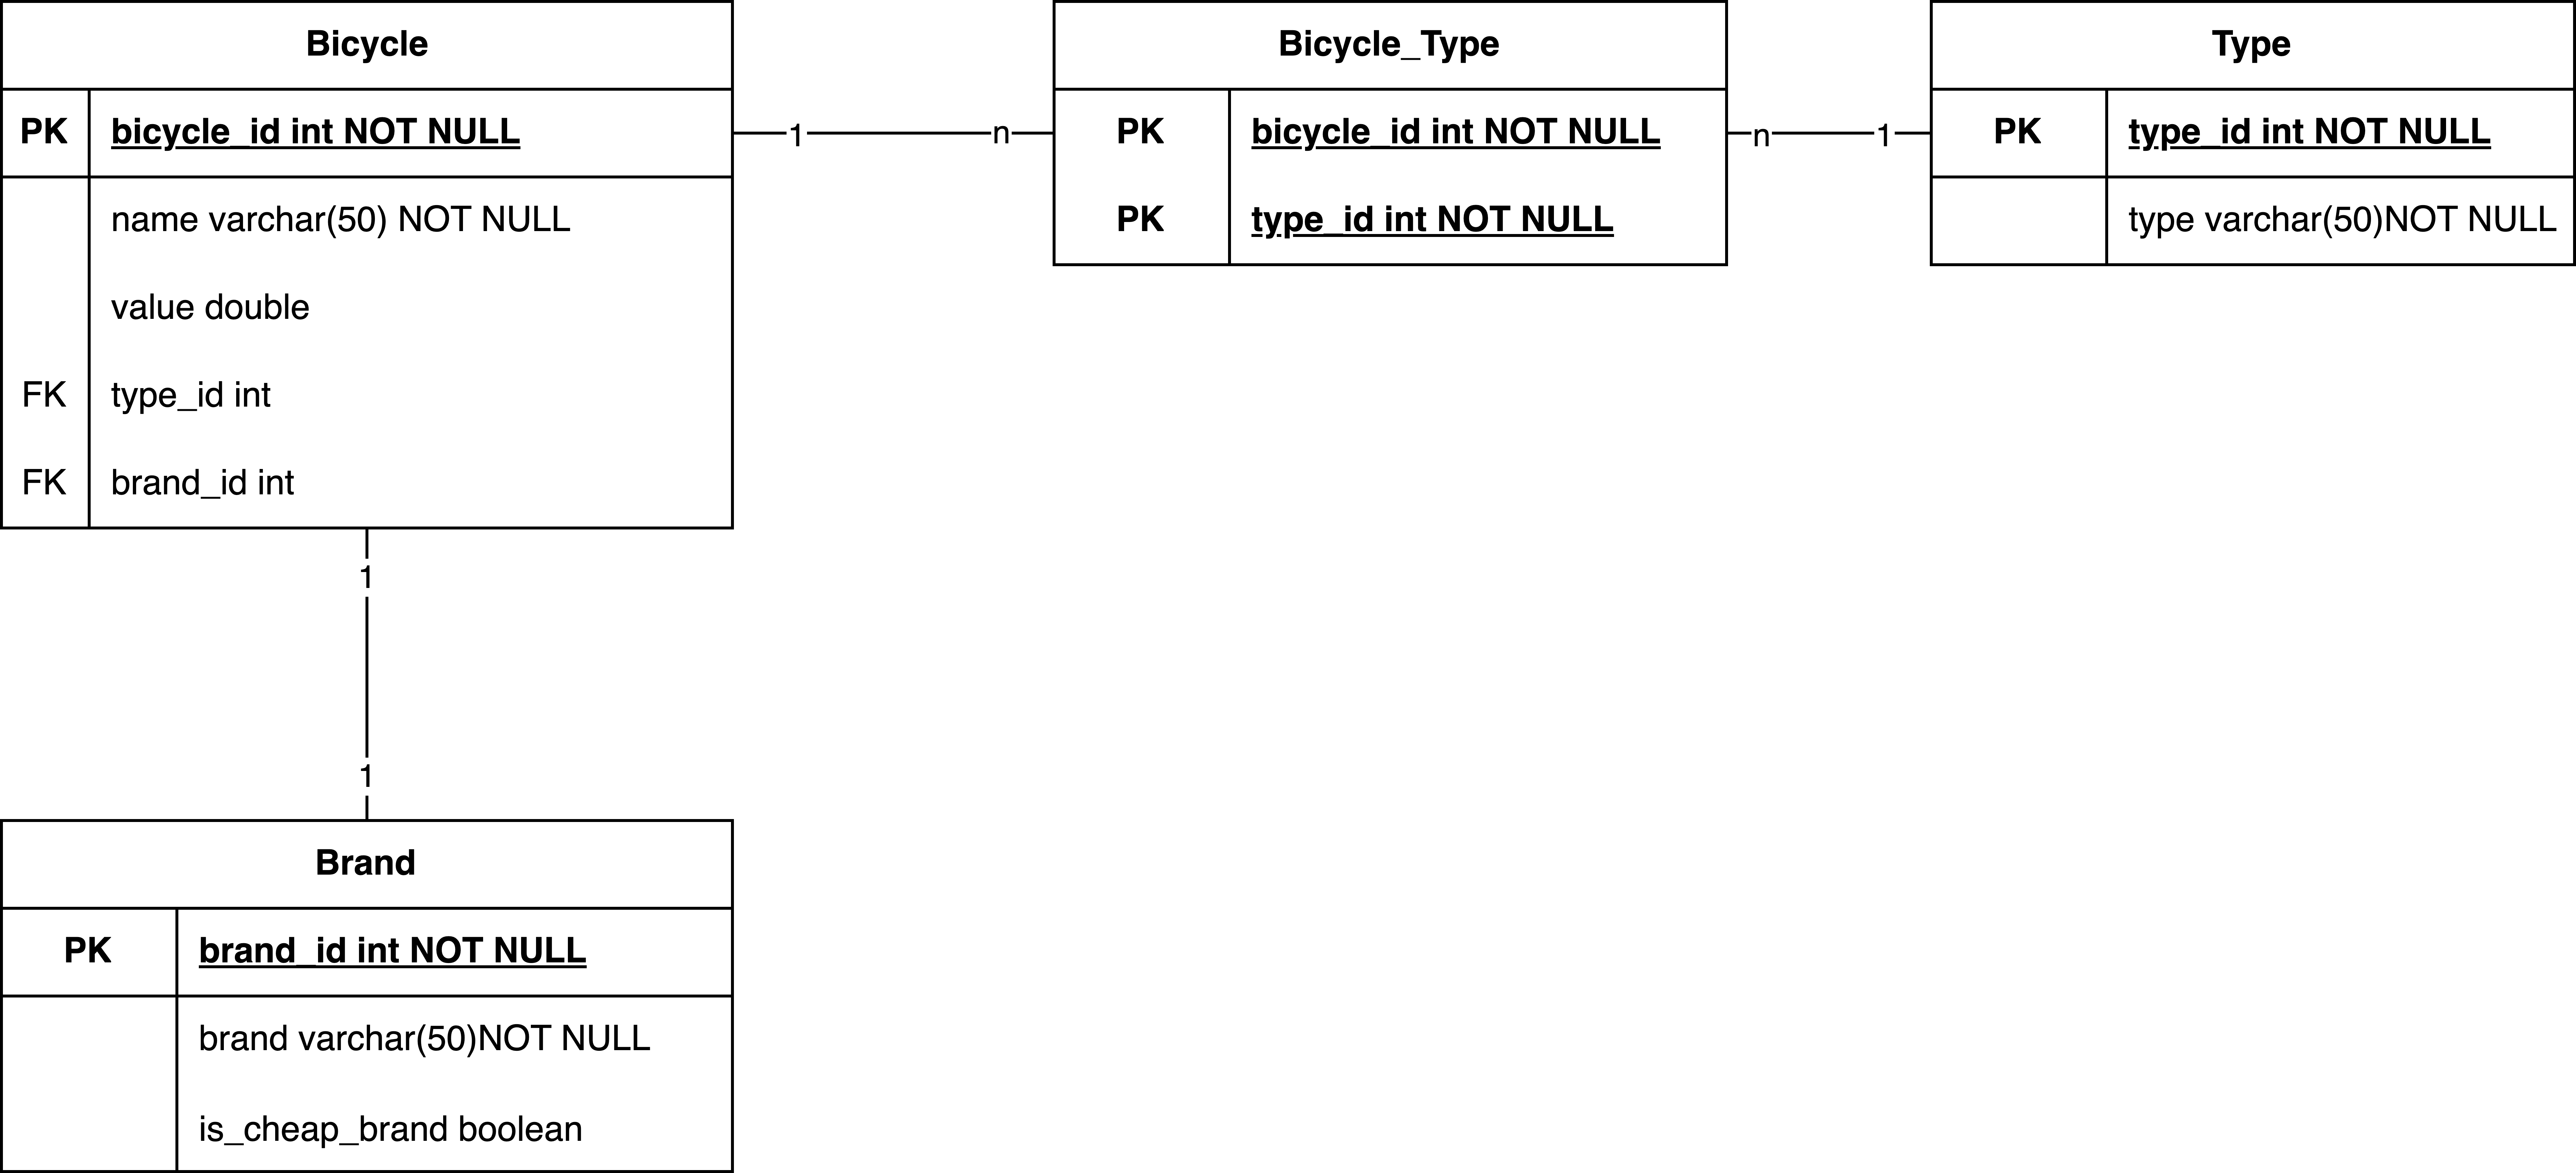 Bicycle
PK bicycle_id int NOT NULL
name varchar(50) NOT NULL
value double
FK type_id int
FK brand_id int
1
n
Bicycle_Type
PK bicycle_id int NOT NULL
PK type_id int NOT NULL
n
1
Type
PK type_id int NOT NULL
type varchar(50)NOT NULL
1
1
Brand
PK brand_id int NOT NULL
brand varchar(50)NOT NULL
is_cheap_brand boolean